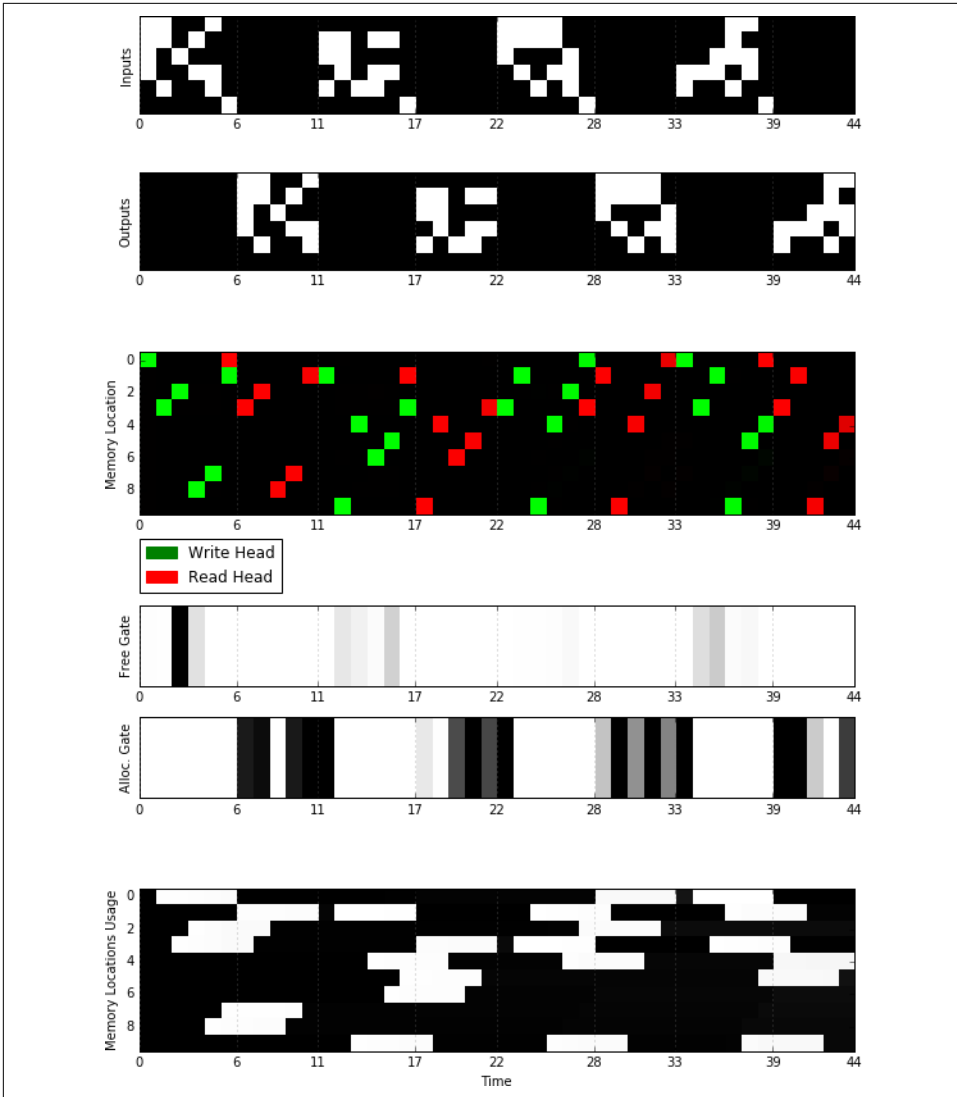 Inputs
0 6 11 17 22 28 33 39 44
Outputs
0 6 11 17 22 28 33 39 44
Memory Location
0
2
4
6
8
0 6 11 17 22 28 33 39 44
Write Head
Read Head
Free Gate
0 6 11 17 22 28 33 39 44
Alloc. Gate
0 6 11 17 22 28 33 39 44
Memory Locations Usage
0
2
4
6
8
0 6 11 17 22 28 33 39 44
Time